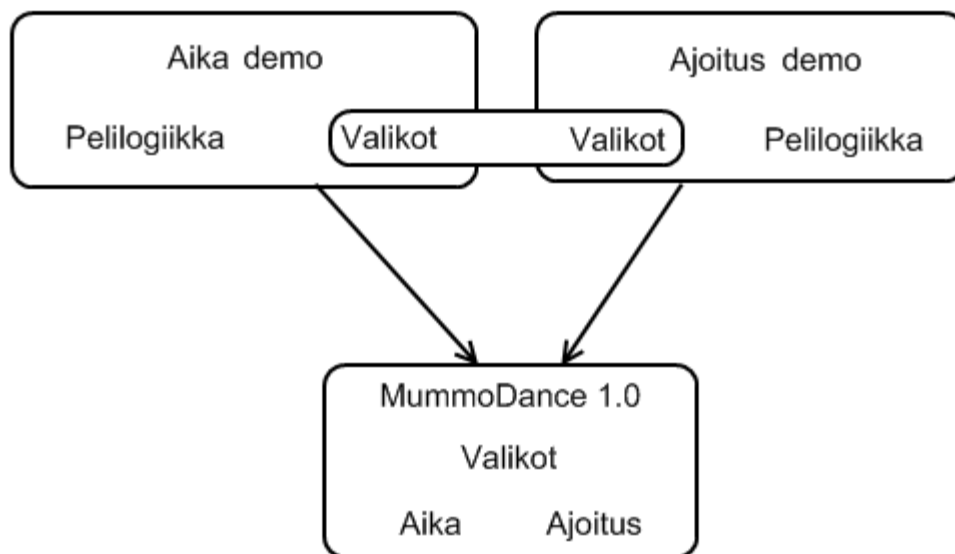 Aika demo
Pelilogiikka Valikot
Ajoitus demo
Valikot Pelilogiikka
MummoDance 1.0
Valikot
Aika Ajoitus